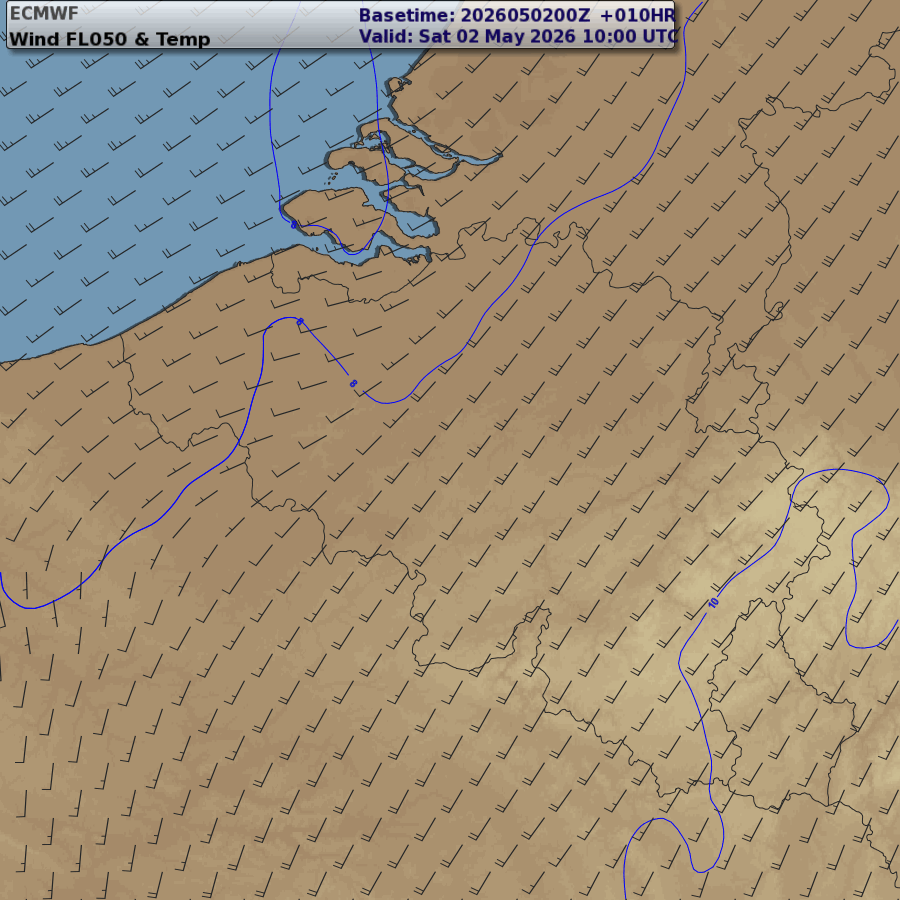 ECMWF
Wind FL050 & Temp
Basetime: 2026050200Z +010HR
Valid: Sat 02 May 2026 10:00 UTC
8
10